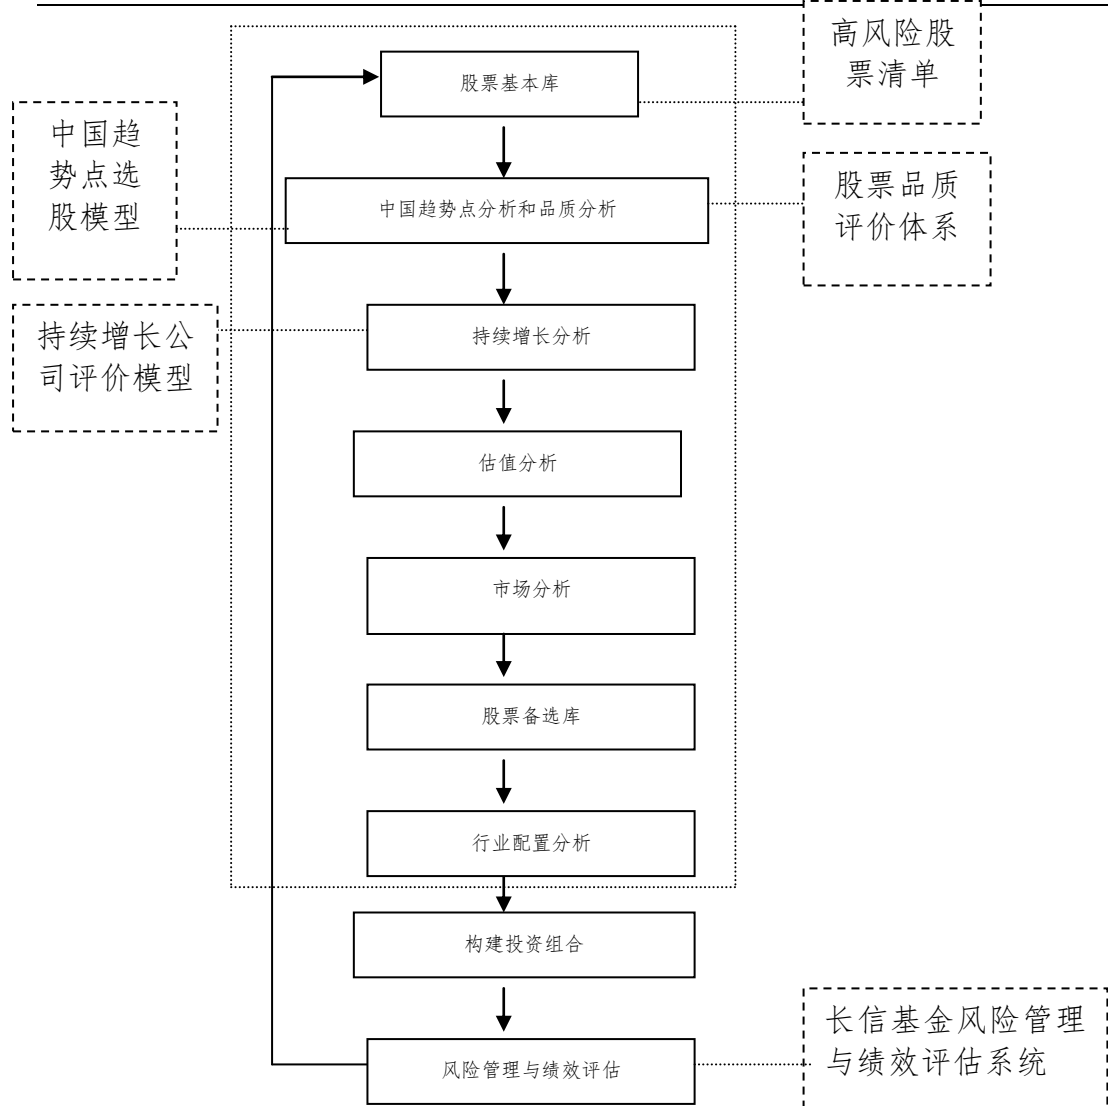 高风险股
票清单
股票基本库
中国趋
势点选
股模型
中国趋势点分析和品质分析
股票品质
评价体系
持续增长公
司评价模型
持续增长分析
估值分析
市场分析
股票备选库
行业配置分析
构建投资组合
长信基金风险管理
与绩效评估系统
风险管理与绩效评估